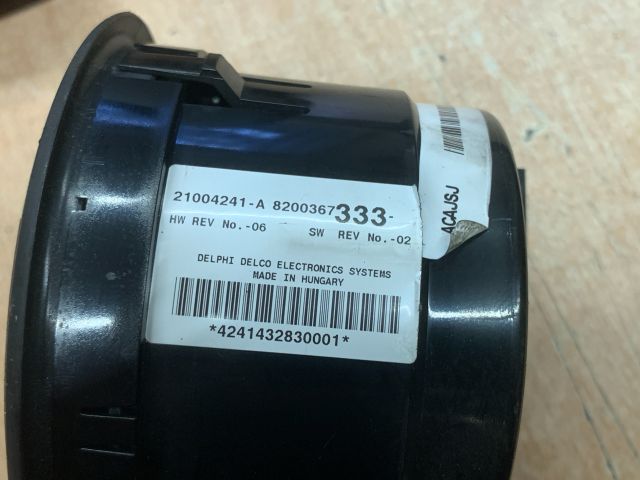 21004241-A 8200367333-
HW REV No.-06 SW REV No.-02
DELPHI DELCO ELECTRONICS SYSTEMS
MADE IN HUNGARY
*4241432830001*
ACAJSJ